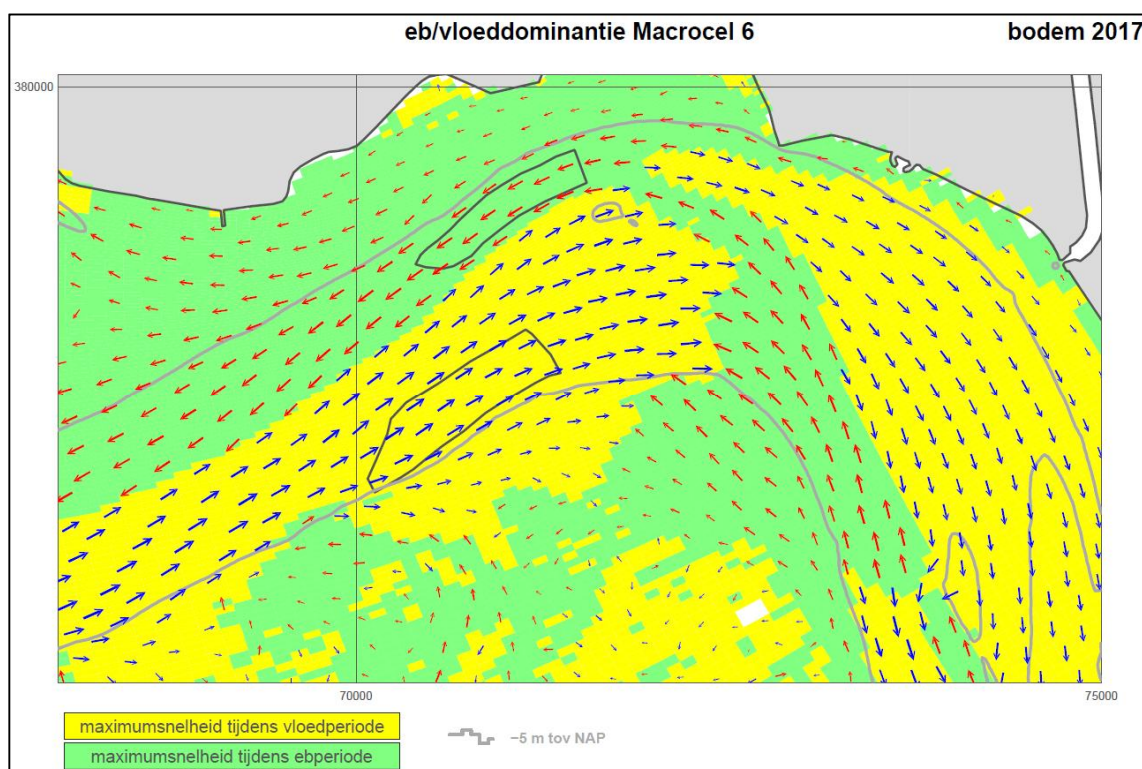 eb/vloeddominantie Macrocel 6
bodem 2017
380000
70000
75000
maximumsnelheid tijdens vloedperiode
maximumsnelheid tijdens ebperiode
−5 m tov NAP